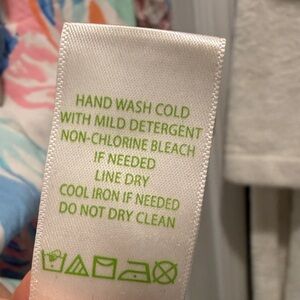 HAND WASH COLD
WITH MILD DETERGENT
NON-CHLORINE BLEACH
IF NEEDED
LINE DRY
COOL IRON IF NEEDED
DO NOT DRY CLEAN